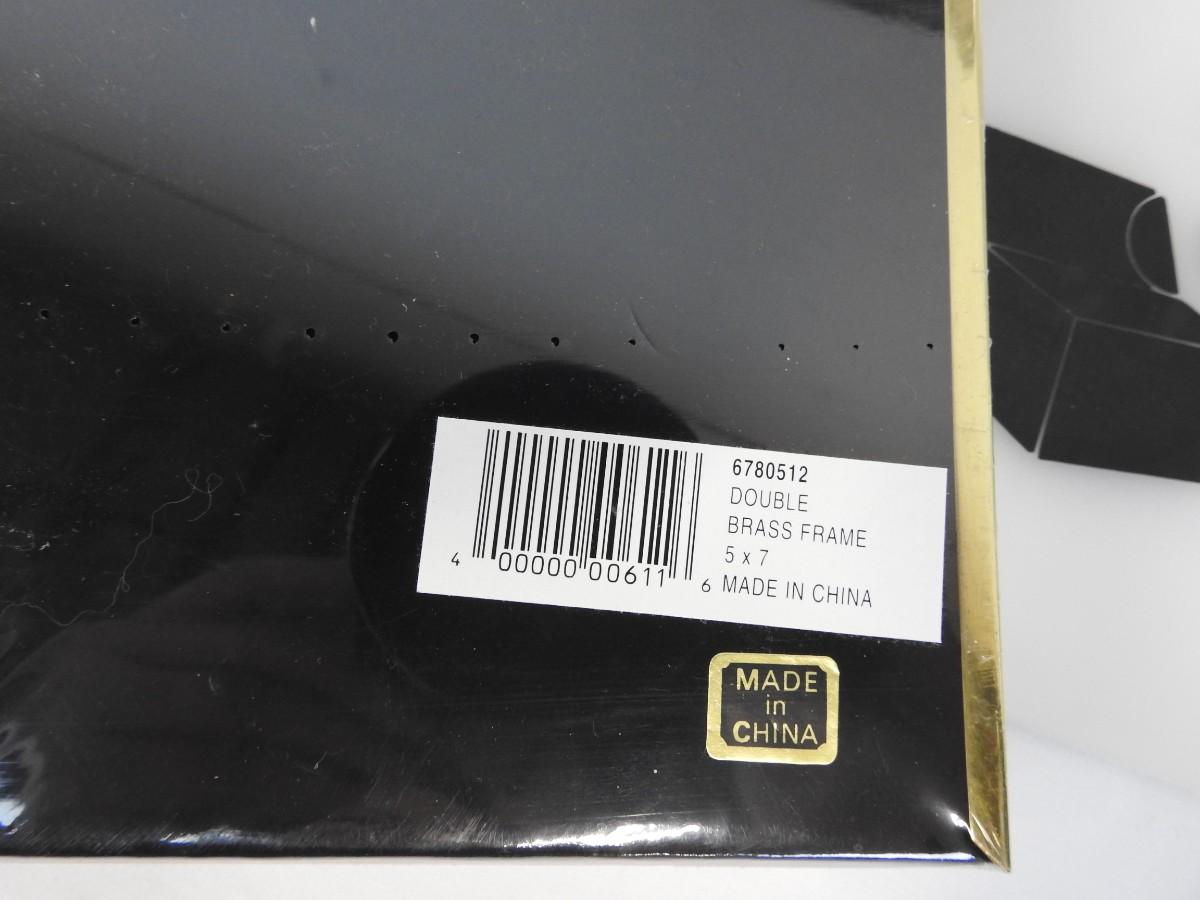 6780512
DOUBLE
BRASS FRAME
5 x 7
MADE IN CHINA
4 00000 00611 6
MADE
in
CHINA